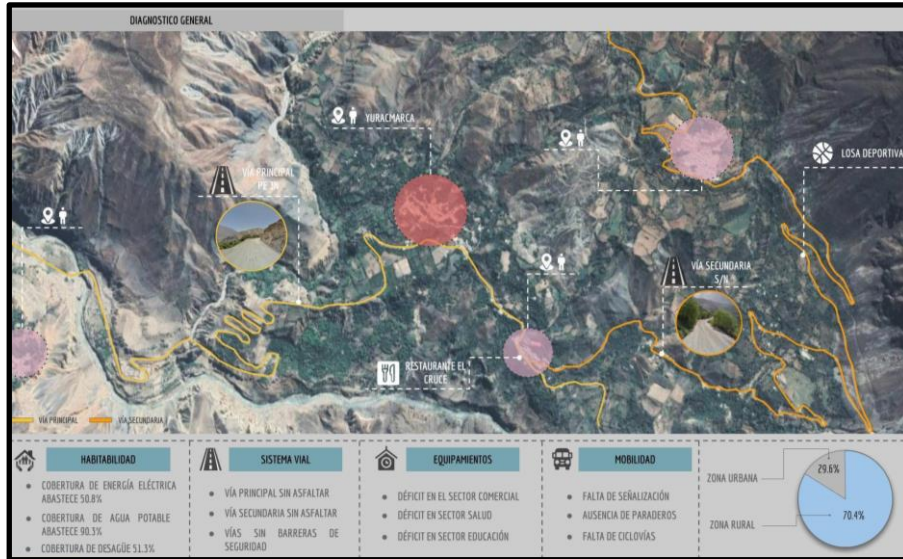 DIAGNOSTICO GENERAL
YURACMARCA
LOSA DEPORTIVA
VÍA PRINCIPAL
PE 3N
VÍA SECUNDARIA
S/N
RESTAURANTE EL
CRUCE
VÍA PRINCIPAL
VÍA SECUNDARIA
HABITABILIDAD
COBERTURA DE ENERGÍA ELÉCTRICA
ABASTECE 50.8%
COBERTURA DE AGUA POTABLE
ABASTECE 90.3%
COBERTURA DE DESAGÜE 51.3%
SISTEMA VIAL
VÍA PRINCIPAL SIN ASFALTAR
VÍA SECUNDARIA SIN ASFALTAR
VÍAS SIN BARRERAS DE
SEGURIDAD
EQUIPAMIENTOS
DÉFICIT EN EL SECTOR COMERCIAL
DÉFICIT EN SECTOR SALUD
DÉFICIT EN SECTOR EDUCACIÓN
MOBILIDAD
FALTA DE SEÑALIZACIÓN
AUSENCIA DE PARADEROS
FALTA DE CICLOVÍAS
ZONA URBANA
29.6%
ZONA RURAL
70.4%